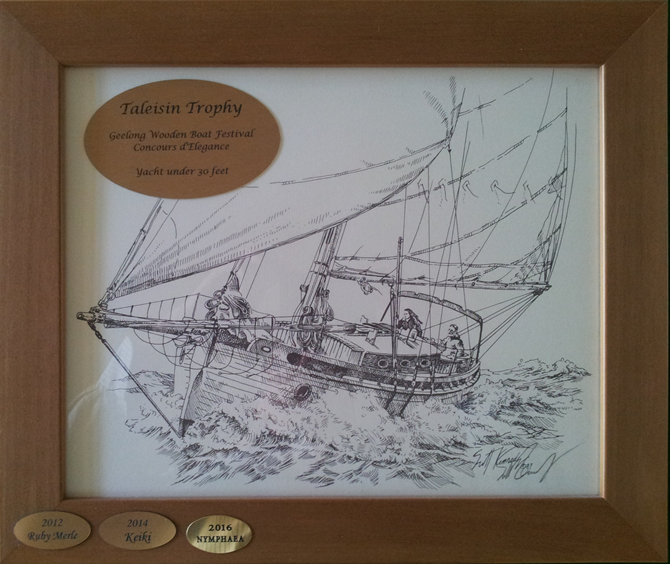 Taleisin Trophy
Geelong Wooden Boat Festival
Concours d'Elegance
Yacht under 30 feet
2012
Ruby Merle
2014
Keiki
2016
NYMPHAEA